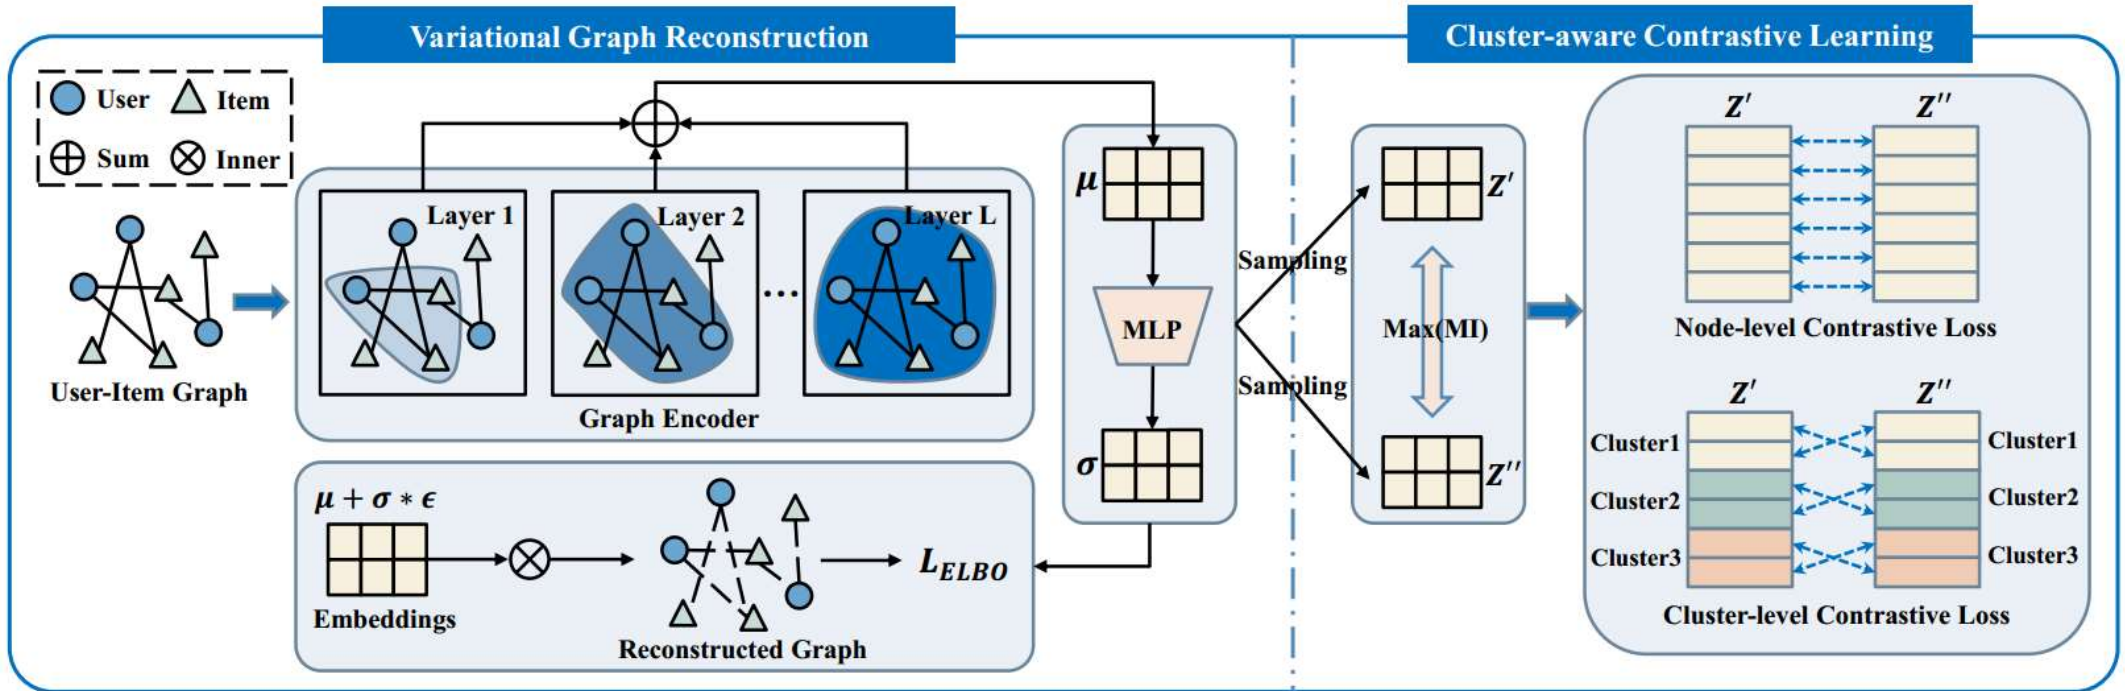 Variational Graph Reconstruction
Cluster-aware Contrastive Learning
User
Item
Sum
Inner
User-Item Graph
Layer 1
Layer 2
...
Layer L
Graph Encoder
μ
MLP
σ
μ + σ * ϵ
Embeddings
Reconstructed Graph
L_ELBO
Sampling
Sampling
Z′
Max(MI)
Z′′
Z′
Z′′
Node-level Contrastive Loss
Z′
Z′′
Cluster1
Cluster1
Cluster2
Cluster2
Cluster3
Cluster3
Cluster-level Contrastive Loss